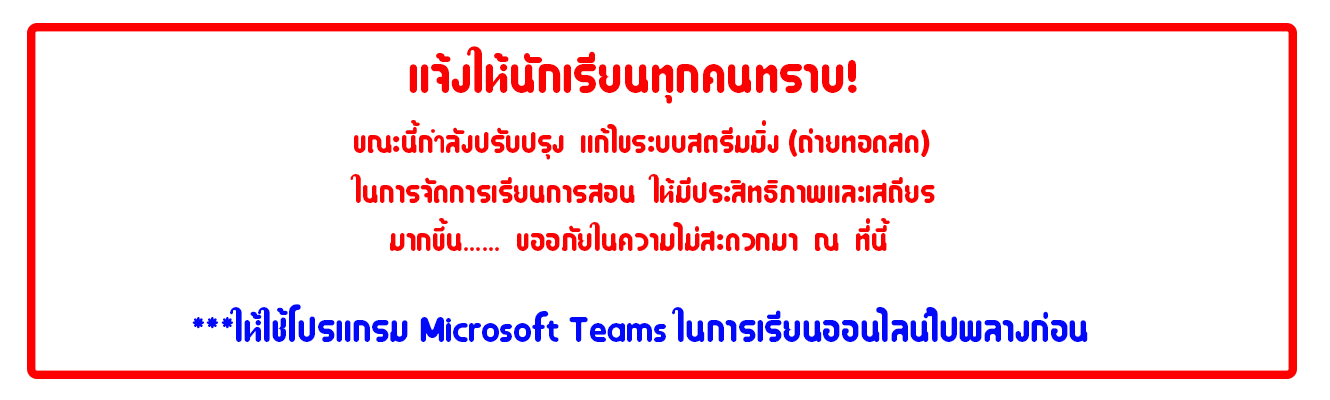 แจ้งให้นักเรียนทุกคนทราบ!
ขณะนี้กำลังปรับปรุง แก้ไขระบบสตรีมมิ่ง (ถ่ายทอดสด)
ในการจัดการเรียนการสอน ให้มีประสิทธิภาพและเสถียร
มากขึ้น...... ขออภัยในความไม่สะดวกมา ณ ที่นี้
***ให้ใช้โปรแกรม Microsoft Teams ในการเรียนออนไลน์ไปพลางก่อน